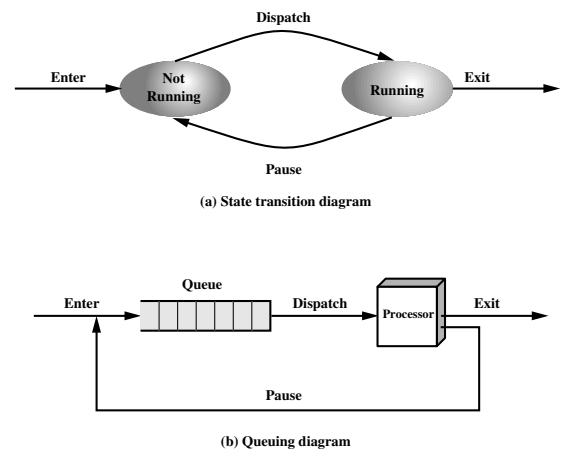 Dispatch
Enter
Not
Running
Running
Exit
Pause
(a) State transition diagram
Queue
Enter
Dispatch
Processor
Exit
Pause
(b) Queuing diagram